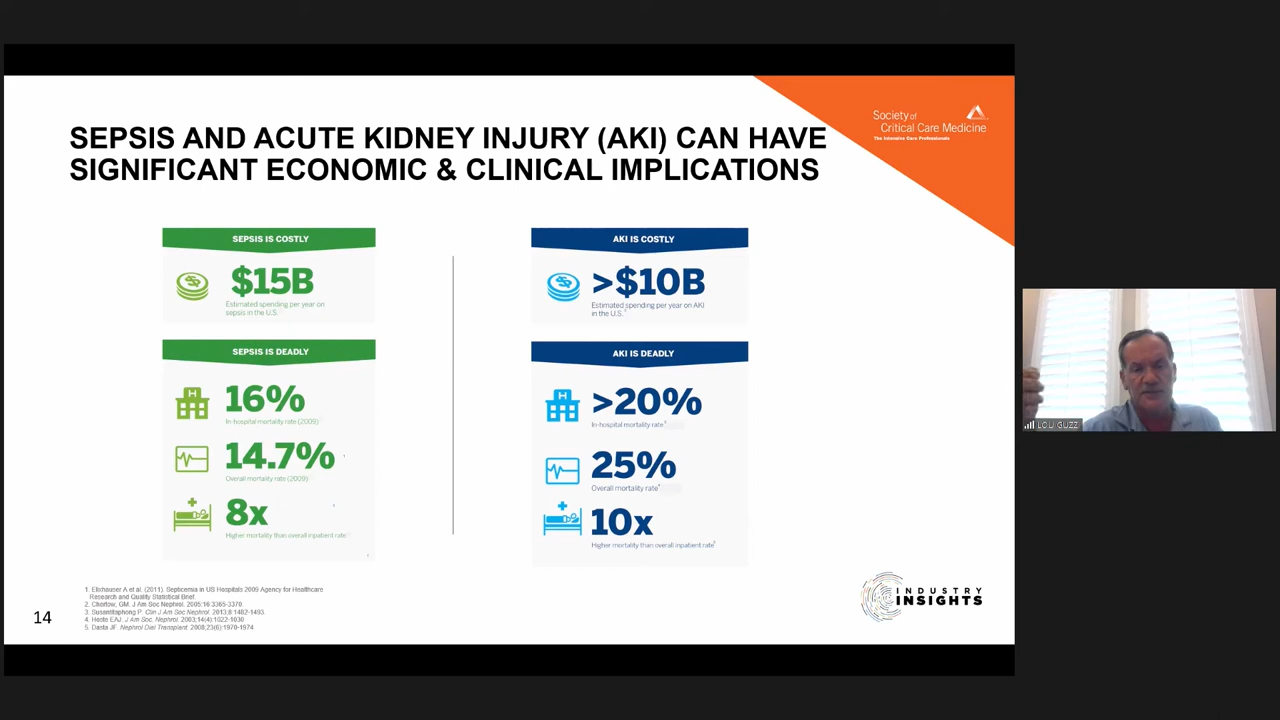 SEPSIS AND ACUTE KIDNEY INJURY (AKI) CAN HAVE
SIGNIFICANT ECONOMIC & CLINICAL IMPLICATIONS
Society of
Critical Care Medicine
The Intensive Care Professionals
SEPSIS IS COSTLY
$15B
Estimated spending per year on
sepsis in the U.S.
SEPSIS IS DEADLY
H
16%
In-hospital mortality rate (2009)
14.7%
Overall mortality rate (2009)
8x
Higher mortality than overall inpatient rate
AKI IS COSTLY
>$10B
Estimated spending per year on AKI
in the U.S.
AKI IS DEADLY
H
>20%
In-hospital mortality rate
25%
Overall mortality rate
10x
Higher mortality than overall inpatient rate
1. Elixhauser A et al. (2011). Septicemia in US Hospitals 2009 Agency for Healthcare
Research and Quality Statistical Brief.
2. Chertow, GM. J Am Soc Nephrol. 2005;16:3365-3370.
3. Susantitaphong P. Clin J Am Soc Nephrol. 2013;8:1482-1493.
4. Hoste EAJ. J Am Soc. Nephrol. 2003;14(4):1022-1030
5. Dasta JF. Nephrol Dial Transplant. 2008;23(6):1970-1974
14
INDUSTRY
INSIGHTS
LOU GUZZ